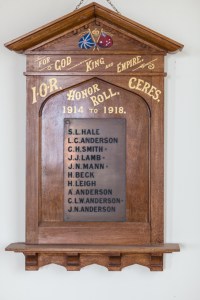 FOR GOD KING and EMPIRE.
I.O.R. CERES.
HONOR
ROLL.
1914 TO 1918.
S.L. HALE
L.C. ANDERSON
C.H. SMITH
J.J. LAMB
J.N. MANN
H. BECK
H. LEIGH
A. ANDERSON
C.L.W. ANDERSON
J.N. ANDERSON